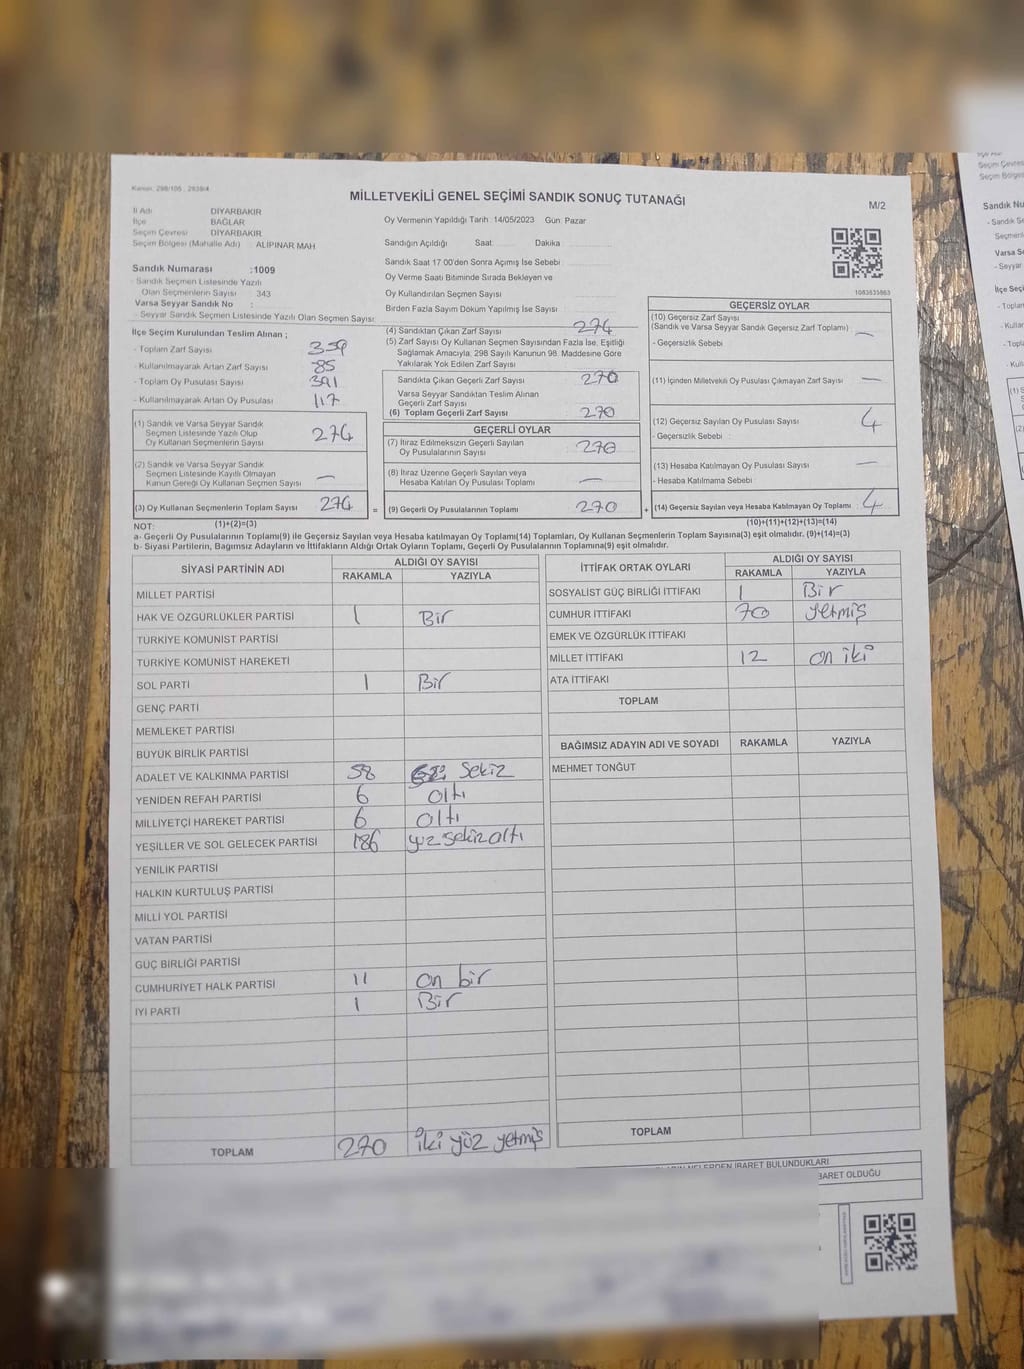 Kanun: 298/105 , 2839/4
MİLLETVEKİLİ GENEL SEÇİMİ SANDIK SONUÇ TUTANAĞI
M/2
İl Adı DİYARBAKIR
İlçe BAĞLAR
Seçim Çevresi DİYARBAKIR
Seçim Bölgesi (Mahalle Adı) ALIPINAR MAH
Sandık Numarası :1009
- Sandık Seçmen Listesinde Yazılı
Olan Seçmenlerin Sayısı : 343
Varsa Seyyar Sandık No :
- Seyyar Sandık Seçmen Listesinde Yazılı Olan Seçmen Sayısı:
Oy Vermenin Yapıldığı Tarih :14/05/2023 Gün: Pazar
Sandığın Açıldığı Saat Dakika
Sandık Saat 17:00'den Sonra Açımış İse Sebebi
Oy Verme Saati Bitiminde Sırada Bekleyen ve
Oy Kullandırılan Seçmen Sayısı
Birden Fazla Sayım Döküm Yapılmış İse Sayısı
1083835863
İlçe Seçim Kurulundan Teslim Alınan ;
- Toplam Zarf Sayısı 359
- Kullanılmayarak Artan Zarf Sayısı 85
- Toplam Oy Pusulası Sayısı 391
- Kullanılmayarak Artan Oy Pusulası 117
(1) Sandık ve Varsa Seyyar Sandık
Seçmen Listesinde Yazılı Olup
Oy Kullanan Seçmenlerin Sayısı 274
(2) Sandık ve Varsa Seyyar Sandık
Seçmen Listesinde Kayıtlı Olmayan
Kanun Gereği Oy Kullanan Seçmen Sayısı —
(3) Oy Kullanan Seçmenlerin Toplam Sayısı 274 =
(4) Sandıktan Çıkan Zarf Sayısı 274
(5) Zarf Sayısı Oy Kullanan Seçmen Sayısından Fazla İse, Eşitliği
Sağlamak Amacıyla, 298 Sayılı Kanunun 98. Maddesine Göre
Yakılarak Yok Edilen Zarf Sayısı
Sandıkta Çıkan Geçerli Zarf Sayısı 270
Varsa Seyyar Sandıktan Teslim Alınan
Geçerli Zarf Sayısı
(6) Toplam Geçerli Zarf Sayısı 270
GEÇERLİ OYLAR
(7) İtiraz Edilmeksizin Geçerli Sayılan
Oy Pusulalarının Sayısı 270
(8) İtiraz Üzerine Geçerli Sayılan veya
Hesaba Katılan Oy Pusulası Toplamı —
(9) Geçerli Oy Pusulalarının Toplamı 270 +
GEÇERSİZ OYLAR
(10) Geçersiz Zarf Sayısı
(Sandık ve Varsa Seyyar Sandık Geçersiz Zarf Toplamı) —
- Geçersizlik Sebebi
(11) İçinden Milletvekili Oy Pusulası Çıkmayan Zarf Sayısı —
(12) Geçersiz Sayılan Oy Pusulası Sayısı 4
- Geçersizlik Sebebi :
(13) Hesaba Katılmayan Oy Pusulası Sayısı —
- Hesaba Katılmama Sebebi
(14) Geçersiz Sayılan veya Hesaba Katılmayan Oy Toplamı 4
NOT: (1)+(2)=(3) (10)+(11)+(12)+(13)=(14)
a- Geçerli Oy Pusulalarının Toplamı(9) ile Geçersiz Sayılan veya Hesaba katılmayan Oy Toplamı(14) Toplamları, Oy Kullanan Seçmenlerin Toplam Sayısına(3) eşit olmalıdır. (9)+(14)=(3)
b- Siyasi Partilerin, Bağımsız Adayların ve İttifakların Aldığı Ortak Oyların Toplamı, Geçerli Oy Pusulalarının Toplamına(9) eşit olmalıdır.
SİYASİ PARTİNİN ADI ALDIĞI OY SAYISI
RAKAMLA YAZIYLA
MİLLET PARTİSİ
HAK VE ÖZGÜRLÜKLER PARTİSİ 1 Bir
TÜRKİYE KOMÜNİST PARTİSİ
TÜRKİYE KOMÜNİST HAREKETİ
SOL PARTİ 1 Bir
GENÇ PARTİ
MEMLEKET PARTİSİ
BÜYÜK BİRLİK PARTİSİ
ADALET VE KALKINMA PARTİSİ 58 sekiz
YENİDEN REFAH PARTİSİ 6 altı
MİLLİYETÇİ HAREKET PARTİSİ 6 altı
YEŞİLLER VE SOL GELECEK PARTİSİ 186 yüz sekiz altı
YENİLİK PARTİSİ
HALKIN KURTULUŞ PARTİSİ
MİLLİ YOL PARTİSİ
VATAN PARTİSİ
GÜÇ BİRLİĞİ PARTİSİ
CUMHURİYET HALK PARTİSİ 11 on bir
İYİ PARTİ 1 Bir
TOPLAM 270 iki yüz yetmiş
İTTİFAK ORTAK OYLARI ALDIĞI OY SAYISI
RAKAMLA YAZIYLA
SOSYALİST GÜÇ BİRLİĞİ İTTİFAKI 1 Bir
CUMHUR İTTİFAKI 70 yetmiş
EMEK VE ÖZGÜRLÜK İTTİFAKI
MİLLET İTTİFAKI 12 on iki
ATA İTTİFAKI
TOPLAM
BAĞIMSIZ ADAYIN ADI VE SOYADI RAKAMLA YAZIYLA
MEHMET TONĞUT
TOPLAM
İBARET BULUNDUKLARI
İBARET OLDUĞU
Seçim Çevresi
Seçim Bölgesi
Sandık Nu
- Sandık S
Seçmenl
Varsa S
- Seyyar
İlçe Seçi
- Toplam
- Kullar
- Topl
- Kull